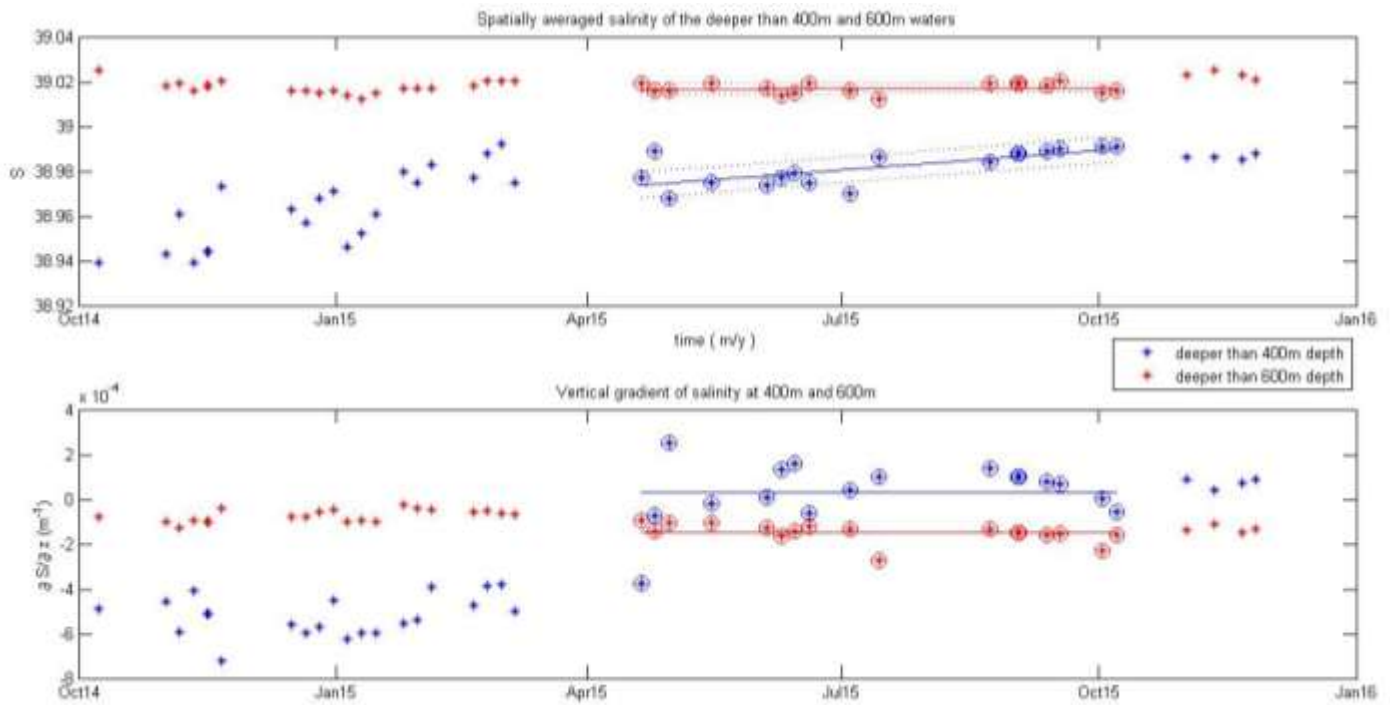 Spatially averaged salinity of the deeper than 400m and 600m waters
39.04
39.02
39
38.98
38.96
38.94
38.92
S
Oct14 Jan15 Apr15 Jul15 Oct15 Jan16
time ( m/y )
deeper than 400m depth
deeper than 600m depth
x 10-4
Vertical gradient of salinity at 400m and 600m
4
2
0
-2
-4
-6
-8
∂ S/∂ z (m-1)
Oct14 Jan15 Apr15 Jul15 Oct15 Jan16